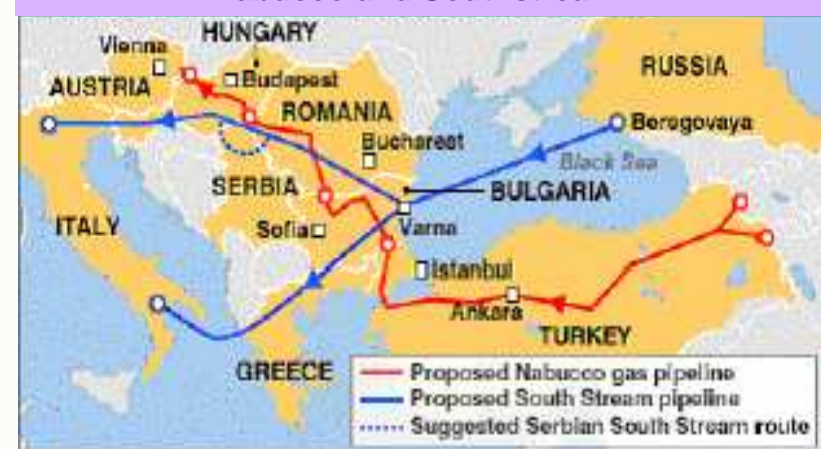 HUNGARY
Vienna
Budapest
AUSTRIA
RUSSIA
ROMANIA
Beregovaya
Bucharest
Black Sea
SERBIA
BULGARIA
ITALY
Sofia
Varna
Istanbul
Ankara
TURKEY
GREECE
Proposed Nabucco gas pipeline
Proposed South Stream pipeline
Suggested Serbian South Stream route